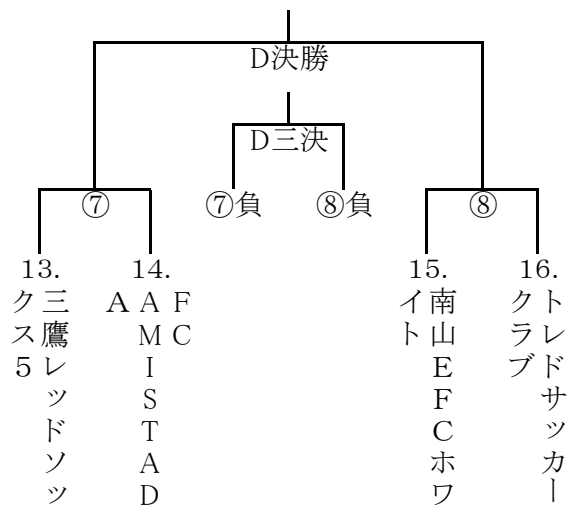 D決勝
D三決
⑦
⑦負
⑧負
⑧
13.
三鷹レッドソッ
クス5
14.
FC
AMISTAD
A
15.
南山EFCホワ
イト
16.
トレドサッカー
クラブ